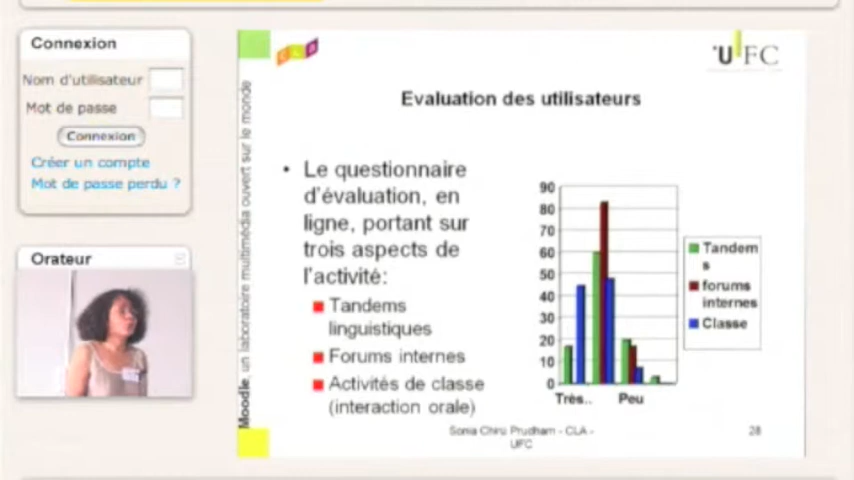 Connexion
Nom d'utilisateur
Mot de passe
Connexion
Créer un compte
Mot de passe perdu ?
Orateur
UFC
Evaluation des utilisateurs
Moodle, un laboratoire multimédia ouvert sur le monde
• Le questionnaire
d'évaluation, en
ligne, portant sur
trois aspects de
l'activité:
Tandems
linguistiques
Forums internes
Activités de classe
(interaction orale)
90
80
70
60
50
40
30
20
10
0
Très..
Peu
Tandem
s
forums
internes
Classe
Sonia Chiru Prudham - CLA -
UFC
28